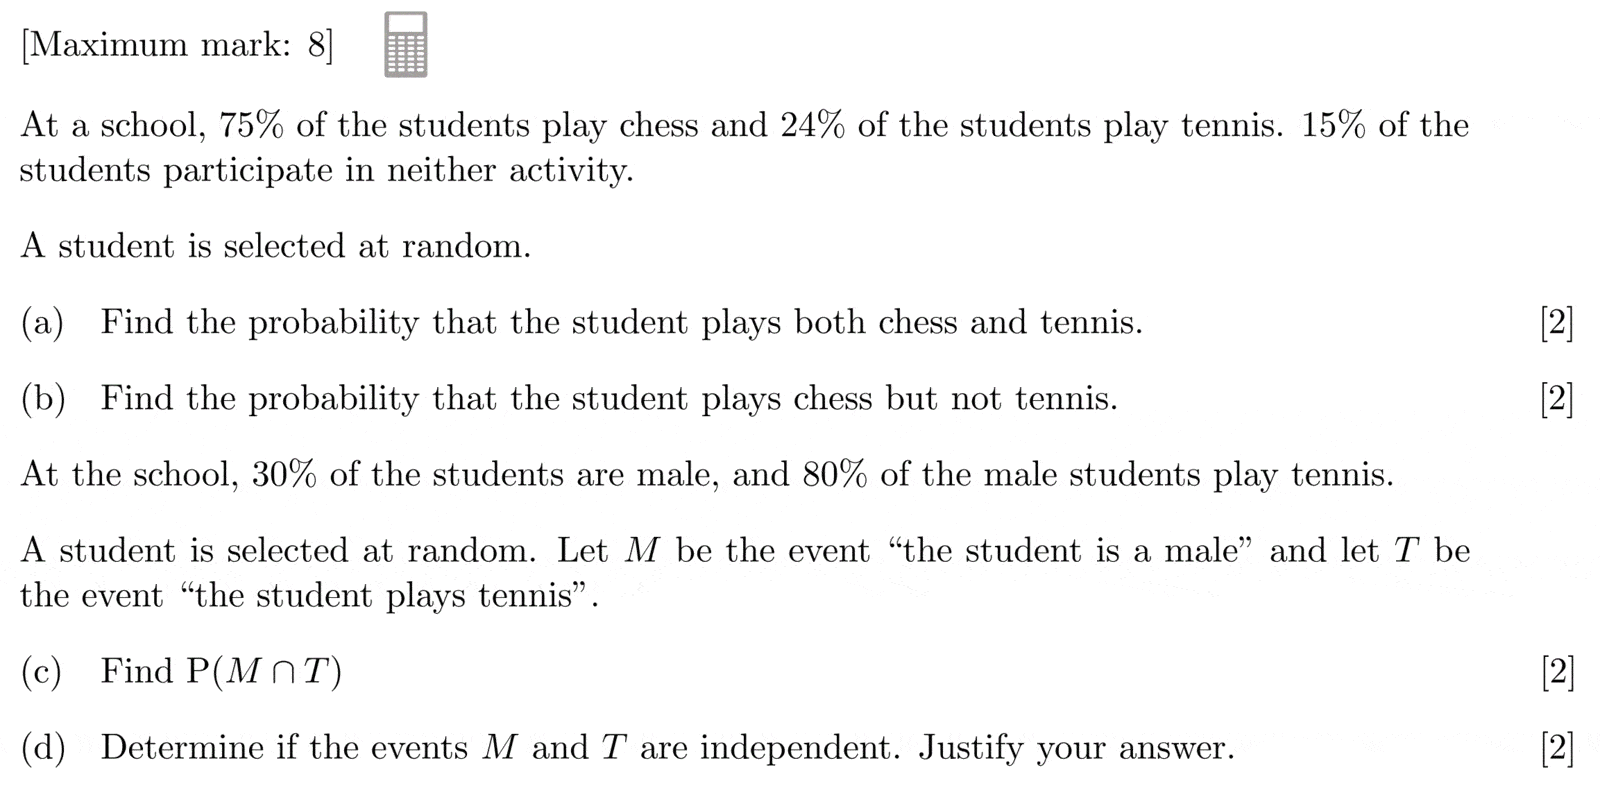 [Maximum mark: 8]
At a school, 75% of the students play chess and 24% of the students play tennis. 15% of the
students participate in neither activity.
A student is selected at random.
(a) Find the probability that the student plays both chess and tennis. [2]
(b) Find the probability that the student plays chess but not tennis. [2]
At the school, 30% of the students are male, and 80% of the male students play tennis.
A student is selected at random. Let M be the event “the student is a male” and let T be
the event “the student plays tennis”.
(c) Find P(M ∩ T) [2]
(d) Determine if the events M and T are independent. Justify your answer. [2]